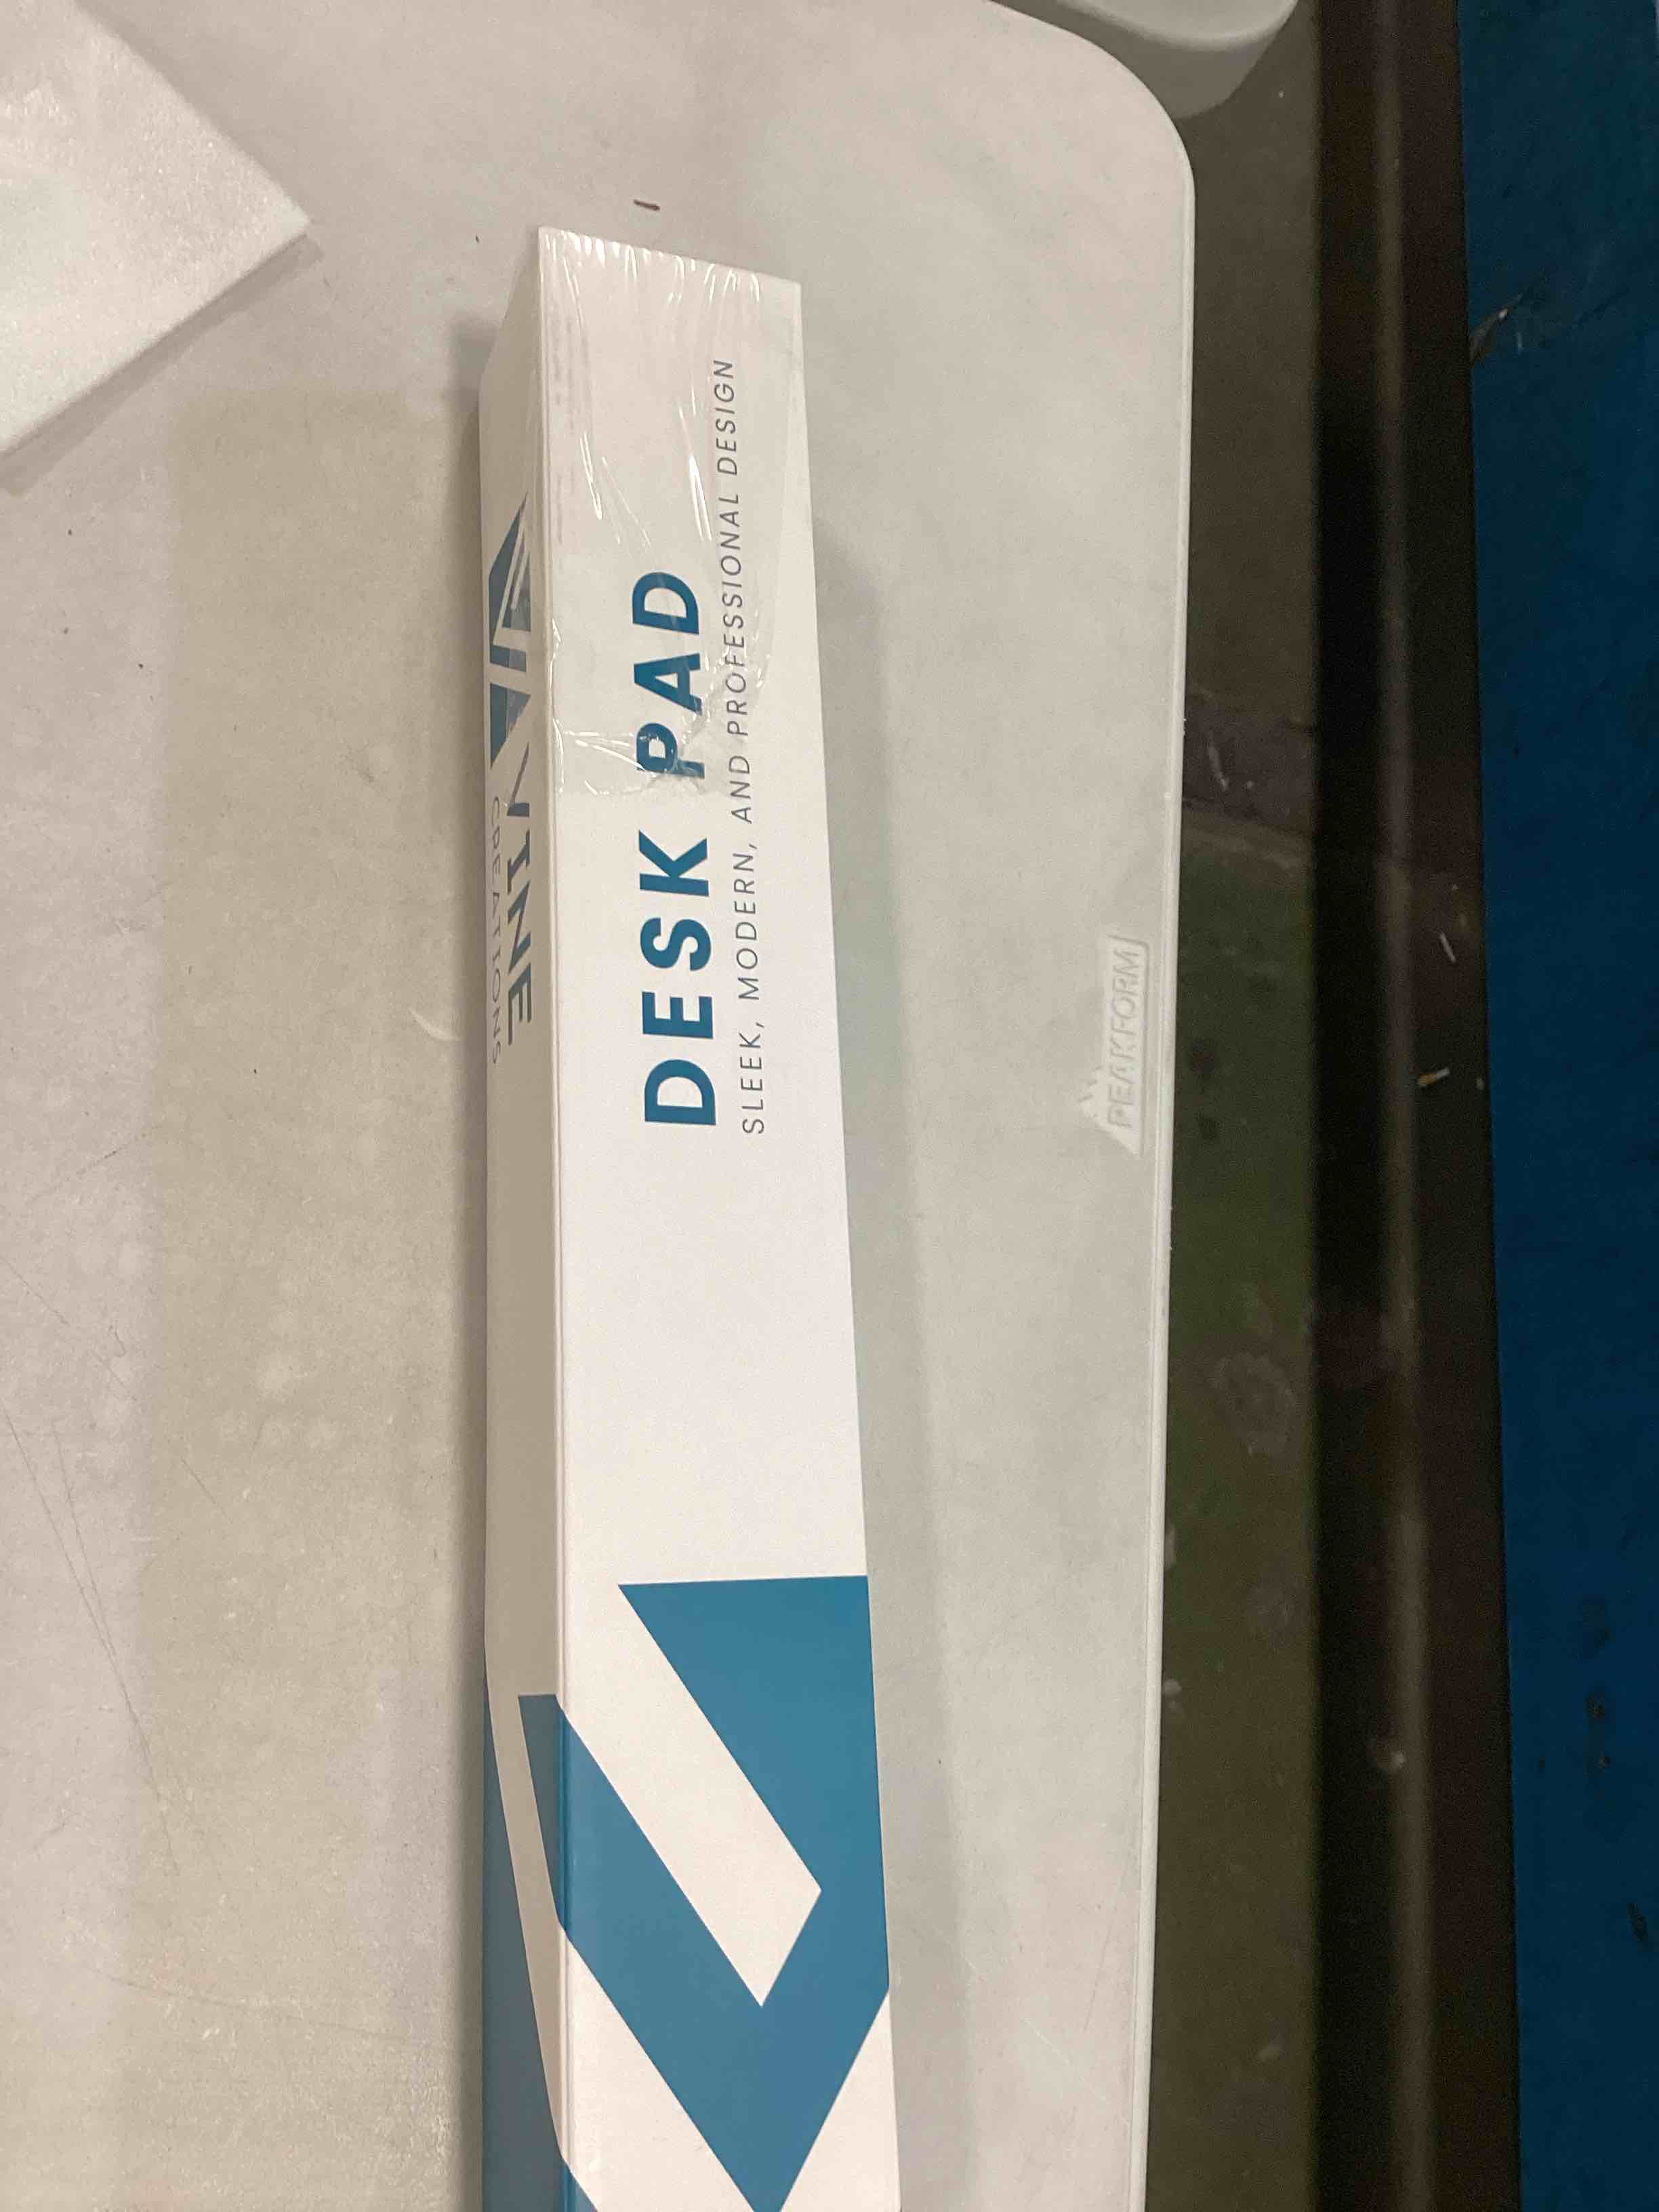 VINE
CREATIONS
DESK PAD
SLEEK, MODERN, AND PROFESSIONAL DESIGN
PEAKFORM